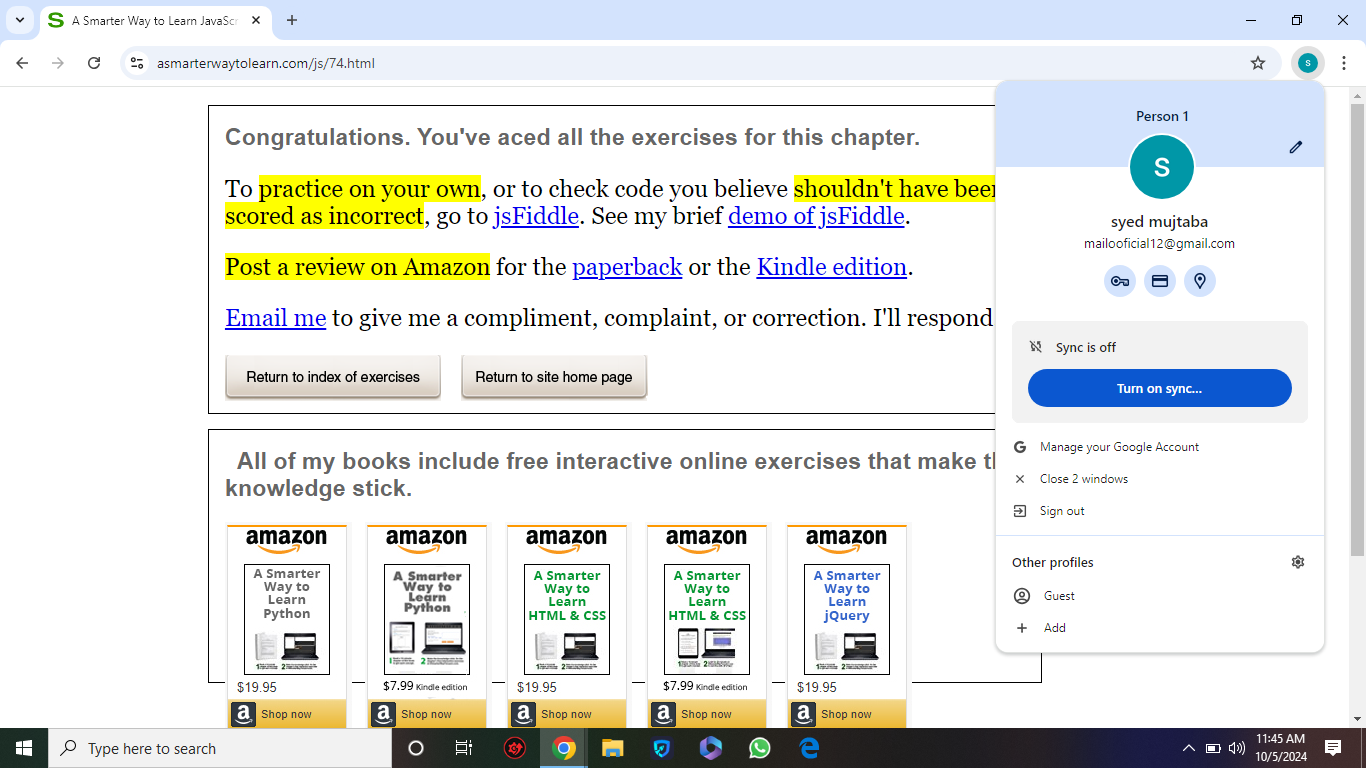 A Smarter Way to Learn JavaScr
asmarterwaytolearn.com/js/74.html
S
Congratulations. You've aced all the exercises for this chapter.
To practice on your own, or to check code you believe shouldn't have been
scored as incorrect, go to jsFiddle. See my brief demo of jsFiddle.
Post a review on Amazon for the paperback or the Kindle edition.
Email me to give me a compliment, complaint, or correction. I'll respond
Return to index of exercises
Return to site home page
All of my books include free interactive online exercises that make th
knowledge stick.
amazon
A Smarter
Way to
Learn
Python
$19.95
Shop now
amazon
A Smarter
Way to
Learn
Python
$7.99 Kindle edition
Shop now
amazon
A Smarter
Way to
Learn
HTML & CSS
$19.95
Shop now
amazon
A Smarter
Way to
Learn
HTML & CSS
$7.99 Kindle edition
Shop now
amazon
A Smarter
Way to
Learn
jQuery
$19.95
Shop now
Person 1
S
syed mujtaba
mailooficial12@gmail.com
Sync is off
Turn on sync...
Manage your Google Account
Close 2 windows
Sign out
Other profiles
Guest
Add
Type here to search
11:45 AM
10/5/2024